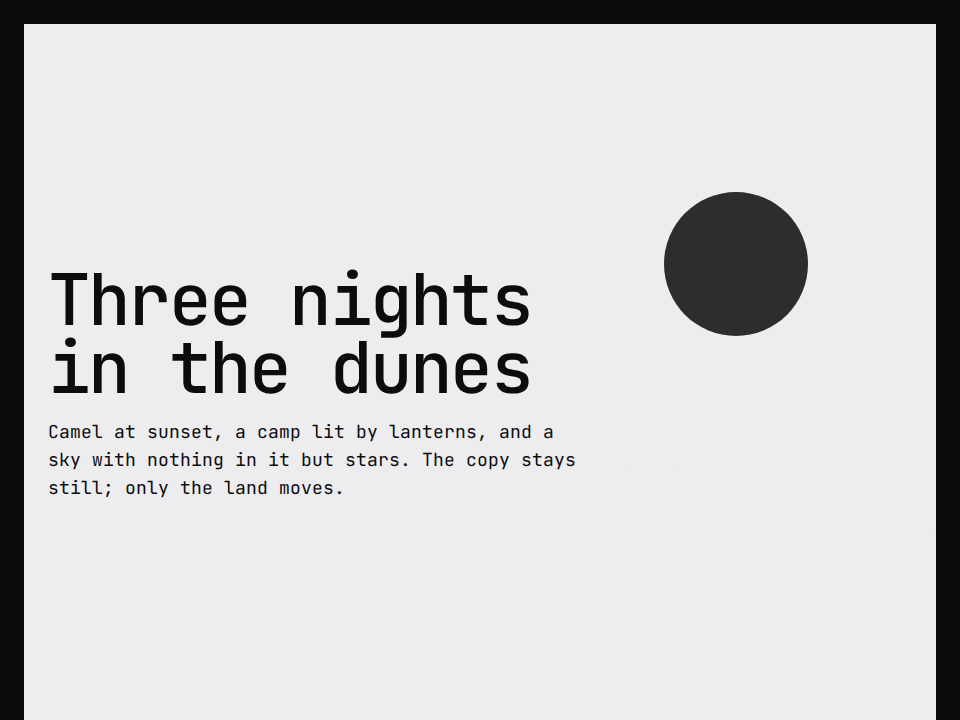 Three nights
in the dunes
Camel at sunset, a camp lit by lanterns, and a
sky with nothing in it but stars. The copy stays
still; only the land moves.